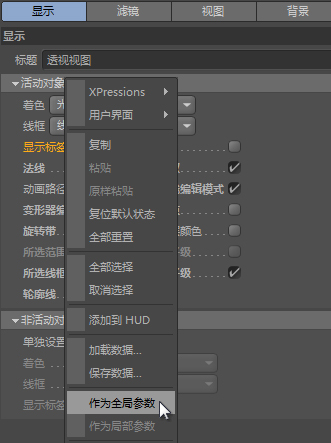 显示 滤镜 视图 背景
显示
标题 透视视图
活动对象
着色 光
线框 线
显示标签
法线
动画路径 编辑模式
变形器编
旋转带 颜色
所选范围 级
所选线框 级
轮廓线
非活动对
单独设置
着色
线框
显示标签
XPressions
用户界面
复制
粘贴
原样粘贴
复位默认状态
全部重置
全部选择
取消选择
添加到 HUD
加载数据...
保存数据...
作为全局参数
作为局部参数